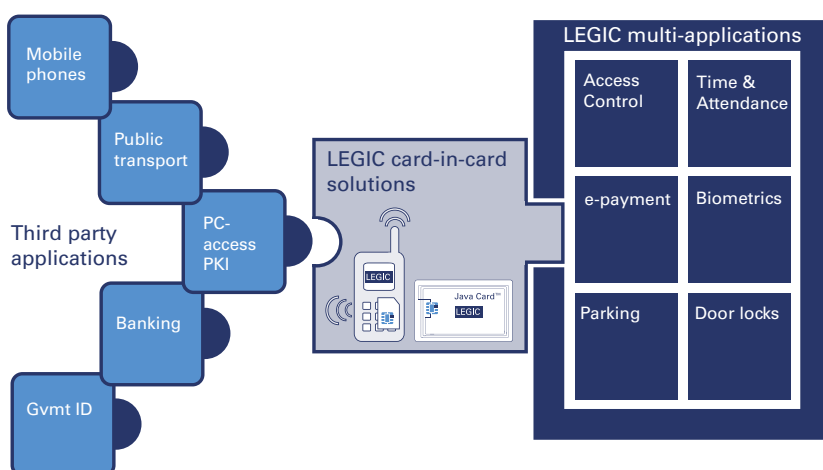 Mobile
phones
Public
transport
PC-
access
PKI
Third party
applications
Banking
Gvmt ID
LEGIC card-in-card
solutions
LEGIC
Java Card™
LEGIC
LEGIC multi-applications
Access
Control
Time &
Attendance
e-payment
Biometrics
Parking
Door locks